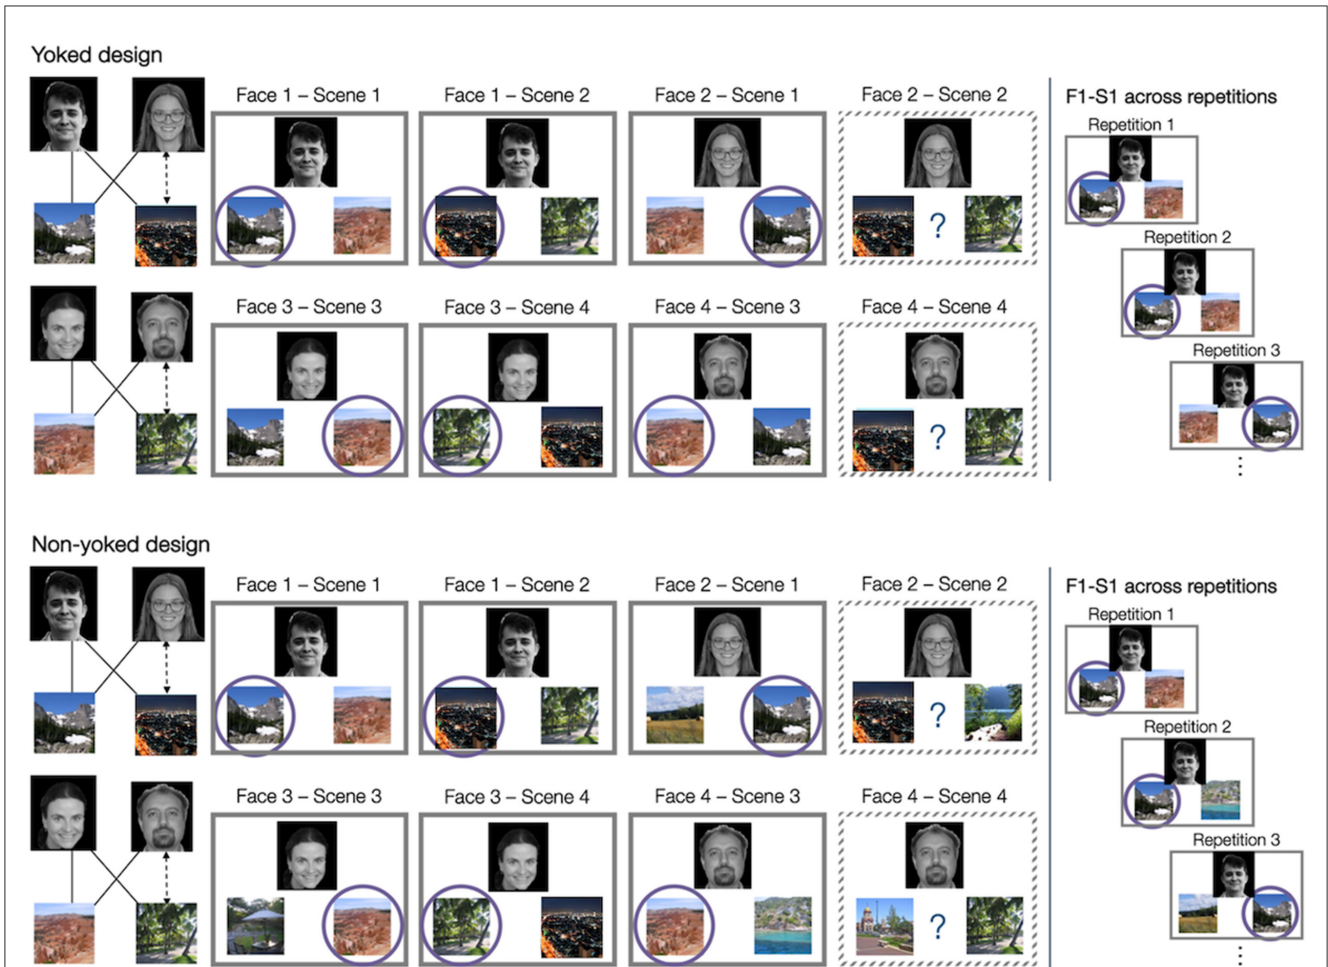 Yoked design
Face 1 – Scene 1
Face 1 – Scene 2
Face 2 – Scene 1
Face 2 – Scene 2
?
Face 3 – Scene 3
Face 3 – Scene 4
Face 4 – Scene 3
Face 4 – Scene 4
?
F1-S1 across repetitions
Repetition 1
Repetition 2
Repetition 3
⋮
Non-yoked design
Face 1 – Scene 1
Face 1 – Scene 2
Face 2 – Scene 1
Face 2 – Scene 2
?
Face 3 – Scene 3
Face 3 – Scene 4
Face 4 – Scene 3
Face 4 – Scene 4
?
F1-S1 across repetitions
Repetition 1
Repetition 2
Repetition 3
⋮